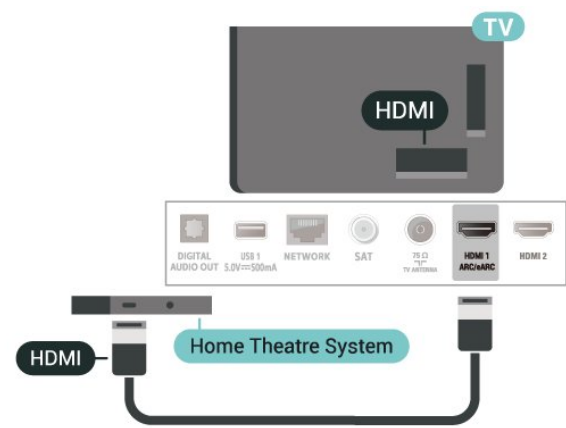 TV
HDMI
DIGITAL
AUDIO OUT
USB 1
5.0V⎓500mA
NETWORK
SAT
75 Ω
TV ANTENNA
HDMI 1
ARC/eARC
HDMI 2
Home Theatre System
HDMI